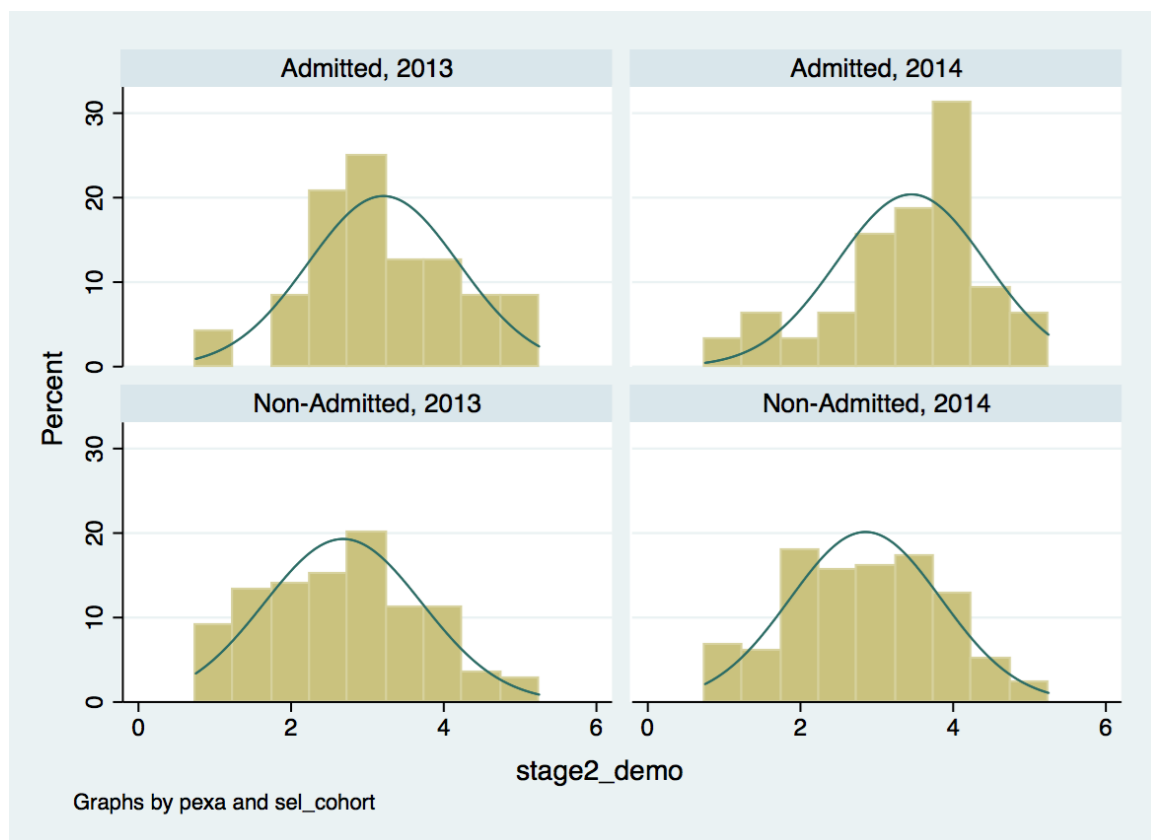 Admitted, 2013
Admitted, 2014
30
20
10
0
Non-Admitted, 2013
Non-Admitted, 2014
30
20
10
0
Percent
0 2 4 6
0 2 4 6
stage2_demo
Graphs by pexa and sel_cohort